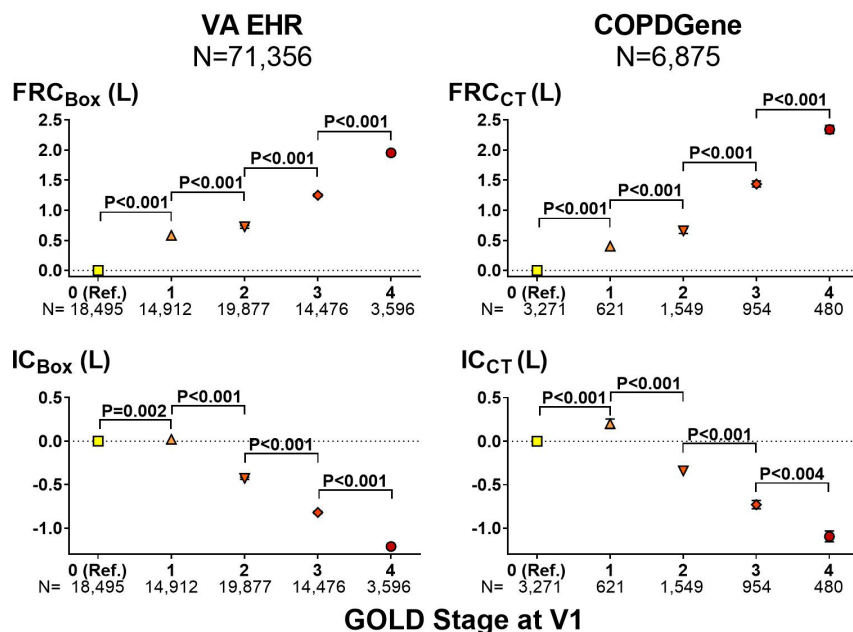 VA EHR
N=71,356
COPDGene
N=6,875
FRCBox (L)
2.5
2.0
1.5
1.0
0.5
0.0
P<0.001
P<0.001
P<0.001
P<0.001
0 (Ref.) 1 2 3 4
N= 18,495 14,912 19,877 14,476 3,596
FRCCT (L)
2.5
2.0
1.5
1.0
0.5
0.0
P<0.001
P<0.001
P<0.001
P<0.001
0 (Ref.) 1 2 3 4
N= 3,271 621 1,549 954 480
ICBox (L)
0.5
0.0
-0.5
-1.0
P=0.002
P<0.001
P<0.001
P<0.001
0 (Ref.) 1 2 3 4
N= 18,495 14,912 19,877 14,476 3,596
ICCT (L)
0.5
0.0
-0.5
-1.0
P<0.001
P<0.001
P<0.001
P<0.004
0 (Ref.) 1 2 3 4
N= 3,271 621 1,549 954 480
GOLD Stage at V1